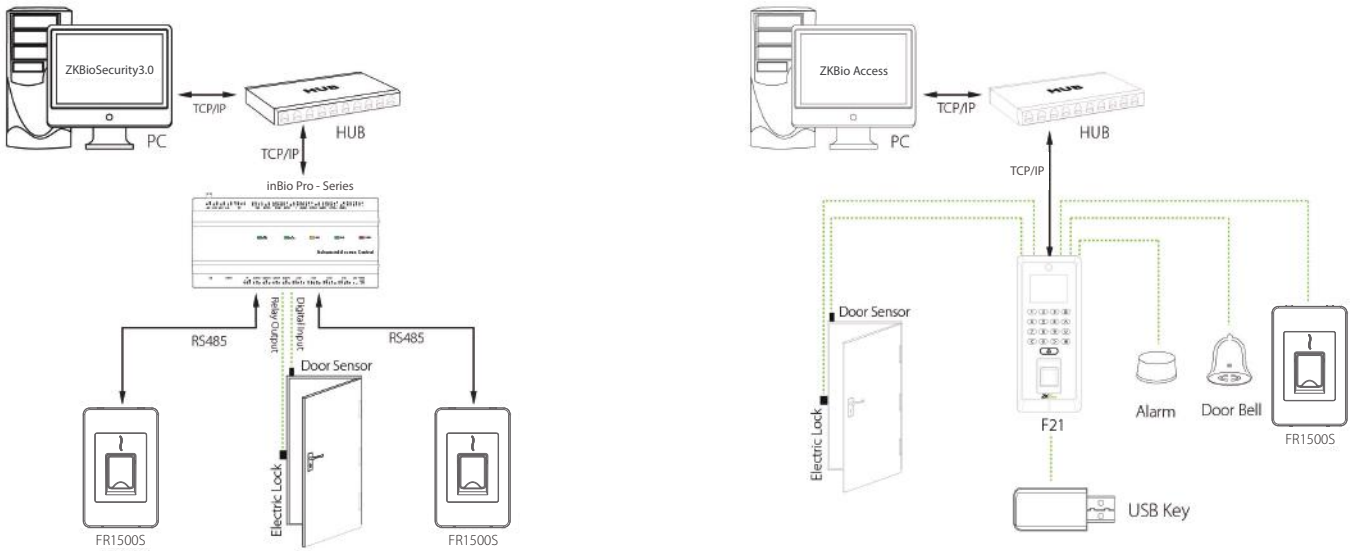 ZKBioSecurity3.0
TCP/IP
HUB
PC
HUB
TCP/IP
inBio Pro - Series
Relay Output
Digital Input
RS485
RS485
Door Sensor
Electric Lock
FR1500S
FR1500S
ZKBio Access
TCP/IP
HUB
PC
HUB
TCP/IP
Door Sensor
Electric Lock
F21
Alarm
Door Bell
FR1500S
USB Key